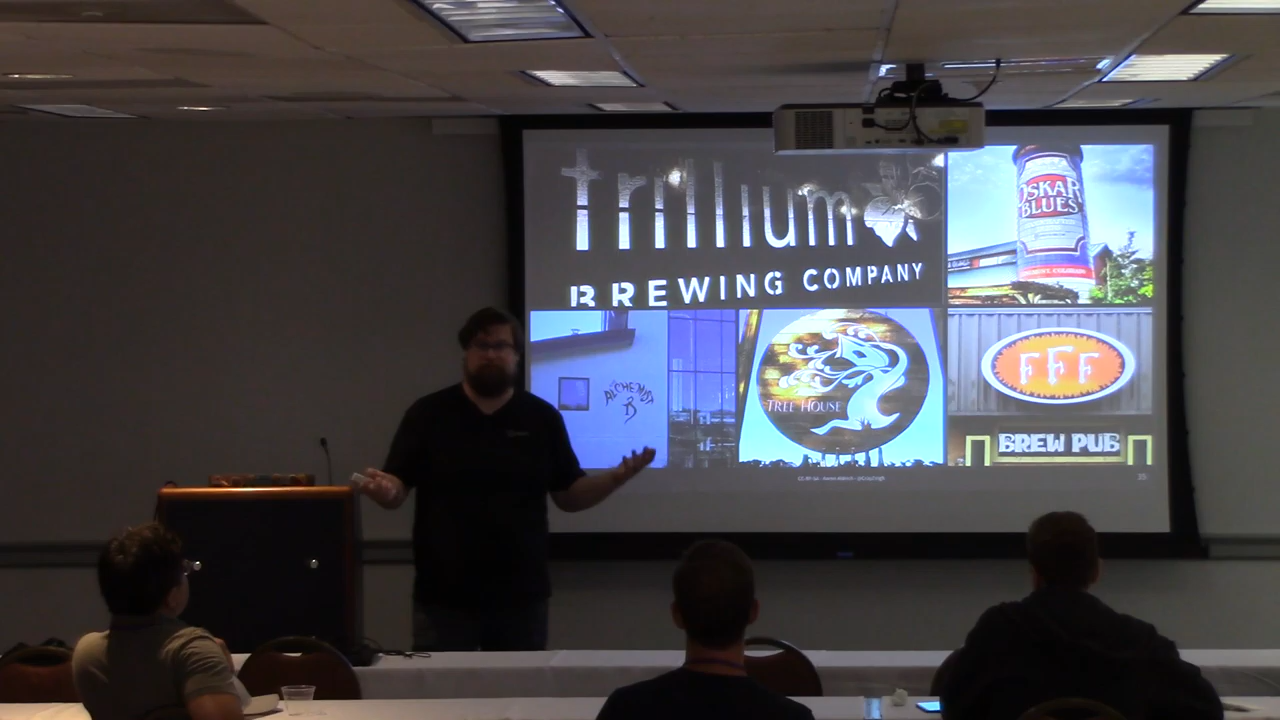 trillium
BREWING COMPANY
OSKAR
BLUES
ALCHEMIST
TREE HOUSE
FFF
BREW PUB